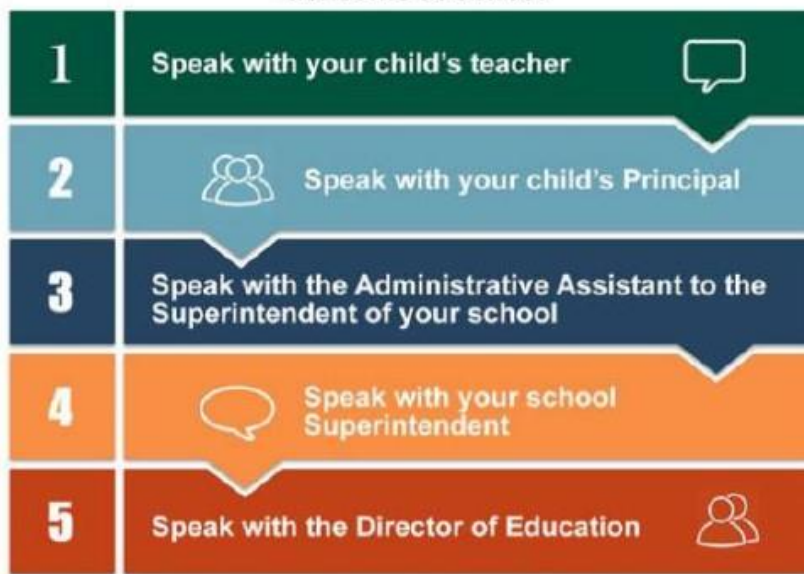 1
Speak with your child's teacher
2
Speak with your child's Principal
3
Speak with the Administrative Assistant to the
Superintendent of your school
4
Speak with your school
Superintendent
5
Speak with the Director of Education